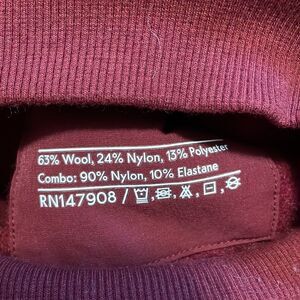 63% Wool, 24% Nylon, 13% Polyester
Combo: 90% Nylon, 10% Elastane
RN147908 /